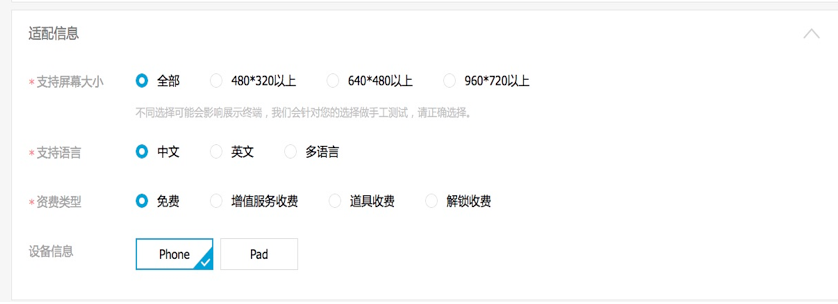 适配信息
*支持屏幕大小 全部 480*320以上 640*480以上 960*720以上
不同选择可能会影响展示终端，我们会针对您的选择做手工测试，请正确选择。
*支持语言 中文 英文 多语言
*资费类型 免费 增值服务收费 道具收费 解锁收费
设备信息 Phone Pad